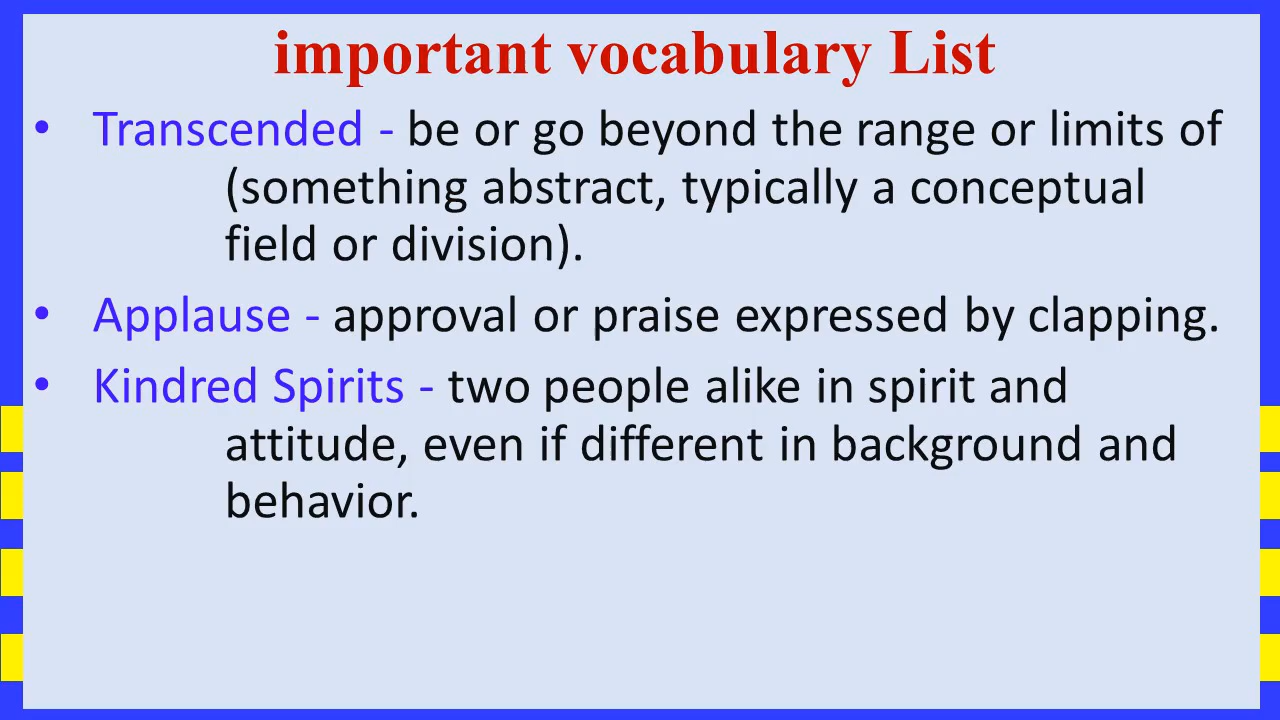 important vocabulary List
• Transcended - be or go beyond the range or limits of
(something abstract, typically a conceptual
field or division).
• Applause - approval or praise expressed by clapping.
• Kindred Spirits - two people alike in spirit and
attitude, even if different in background and
behavior.